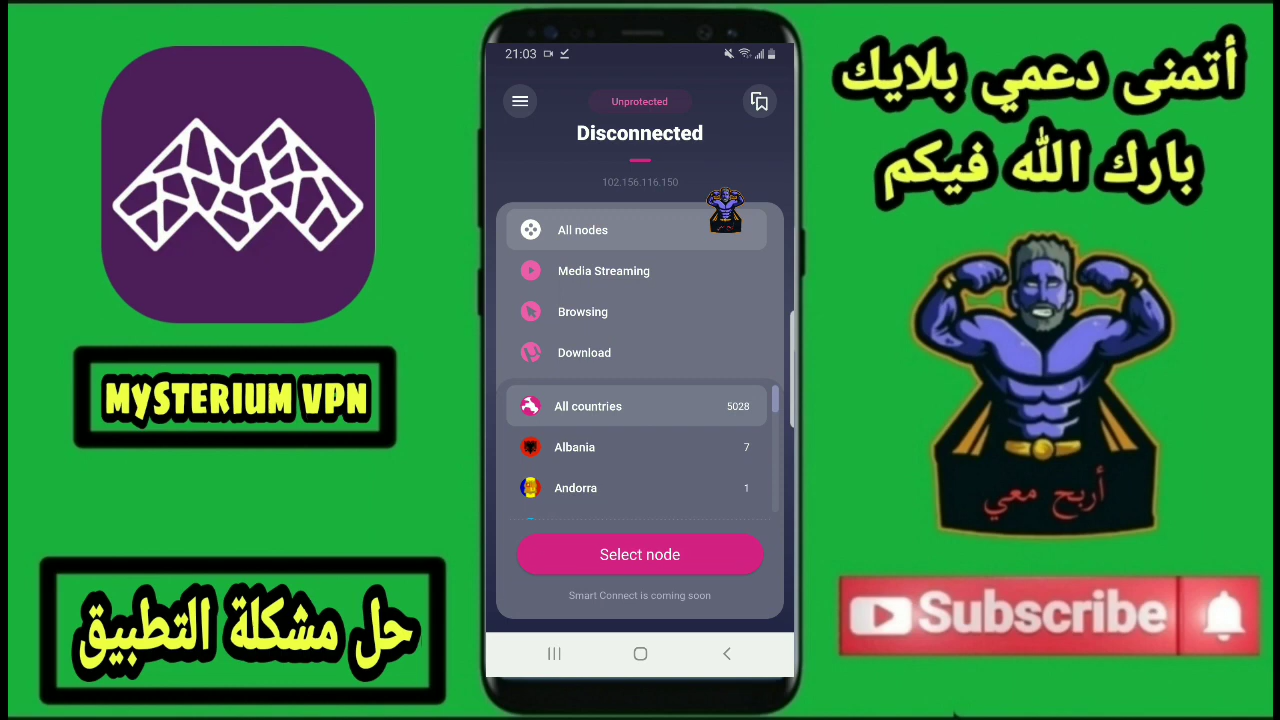 MYSTERIUM VPN
حل مشكلة التطبيق
21:03
Unprotected
Disconnected
102.156.116.150
All nodes
Media Streaming
Browsing
Download
All countries 5028
Albania 7
Andorra 1
Select node
Smart Connect is coming soon
أتمنى دعمي بلايك
بارك الله فيكم
أربح معي
Subscribe